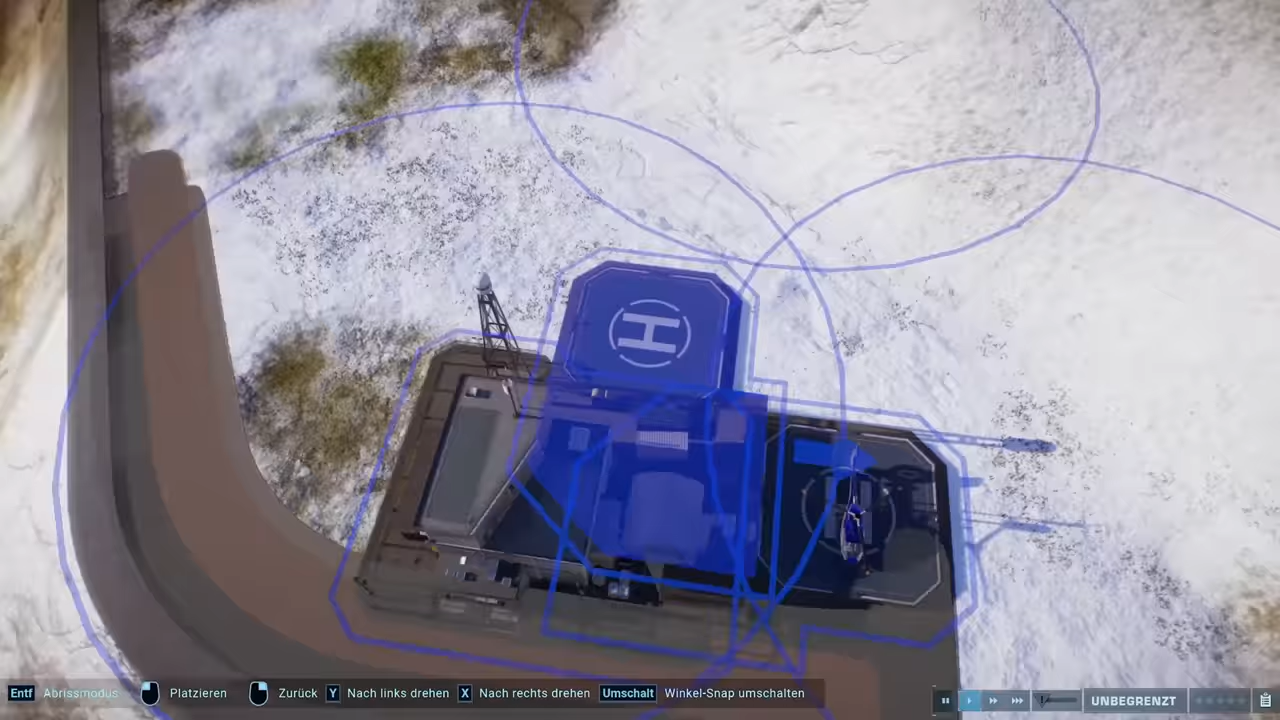 H
Entf Abrissmodus Platzieren Zurück Y Nach links drehen X Nach rechts drehen Umschalt Winkel-Snap umschalten UNBEGRENZT